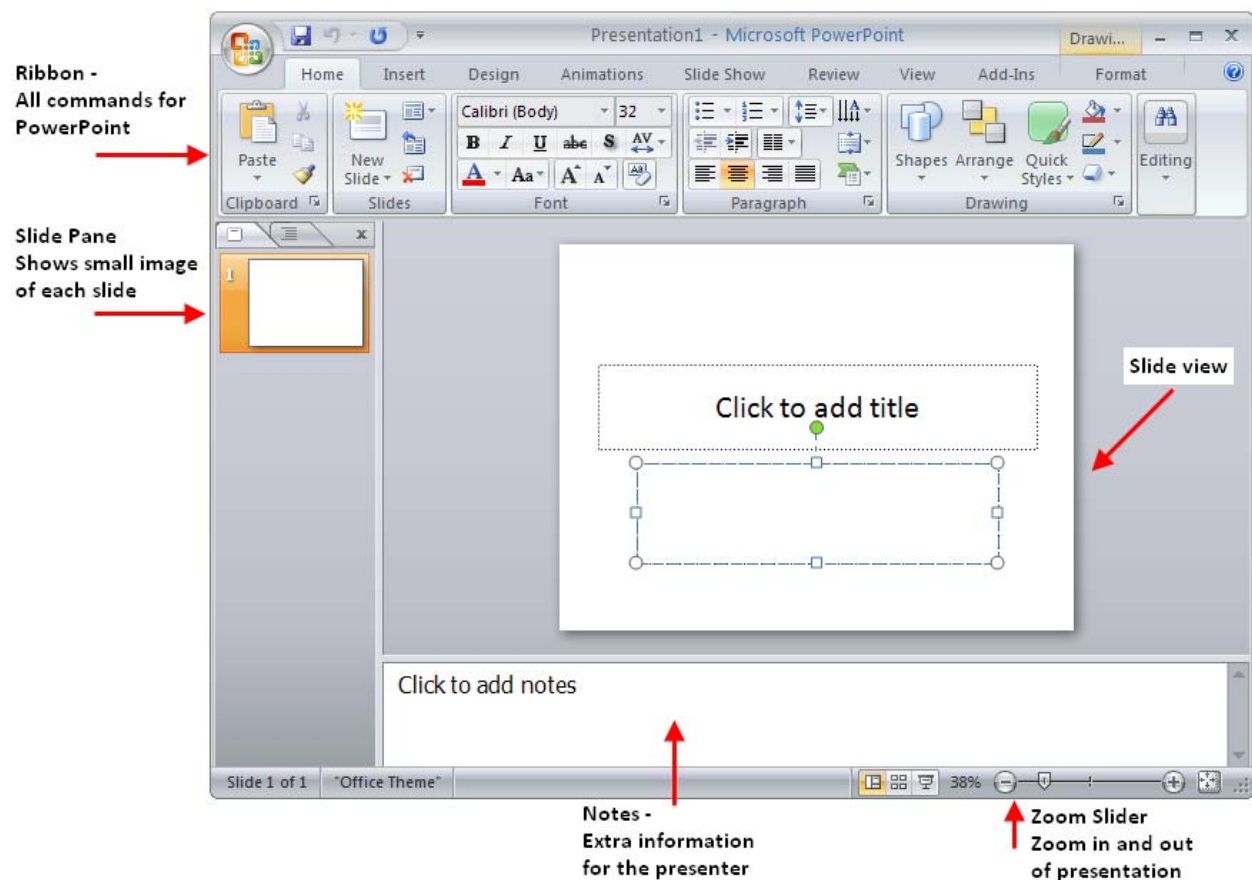 Presentation1 - Microsoft PowerPoint
Drawi...
Home Insert Design Animations Slide Show Review View Add-Ins Format
Ribbon -
All commands for
PowerPoint
Calibri (Body) 32
B I U abe S AV
A Aa A A AB
Paste
New
Slide
Shapes Arrange Quick
Styles
Editing
Clipboard Slides Font Paragraph Drawing
Slide Pane
Shows small image
of each slide
1
Slide view
Click to add title
Click to add notes
Slide 1 of 1 "Office Theme" 38%
Notes -
Extra information
for the presenter
Zoom Slider
Zoom in and out
of presentation